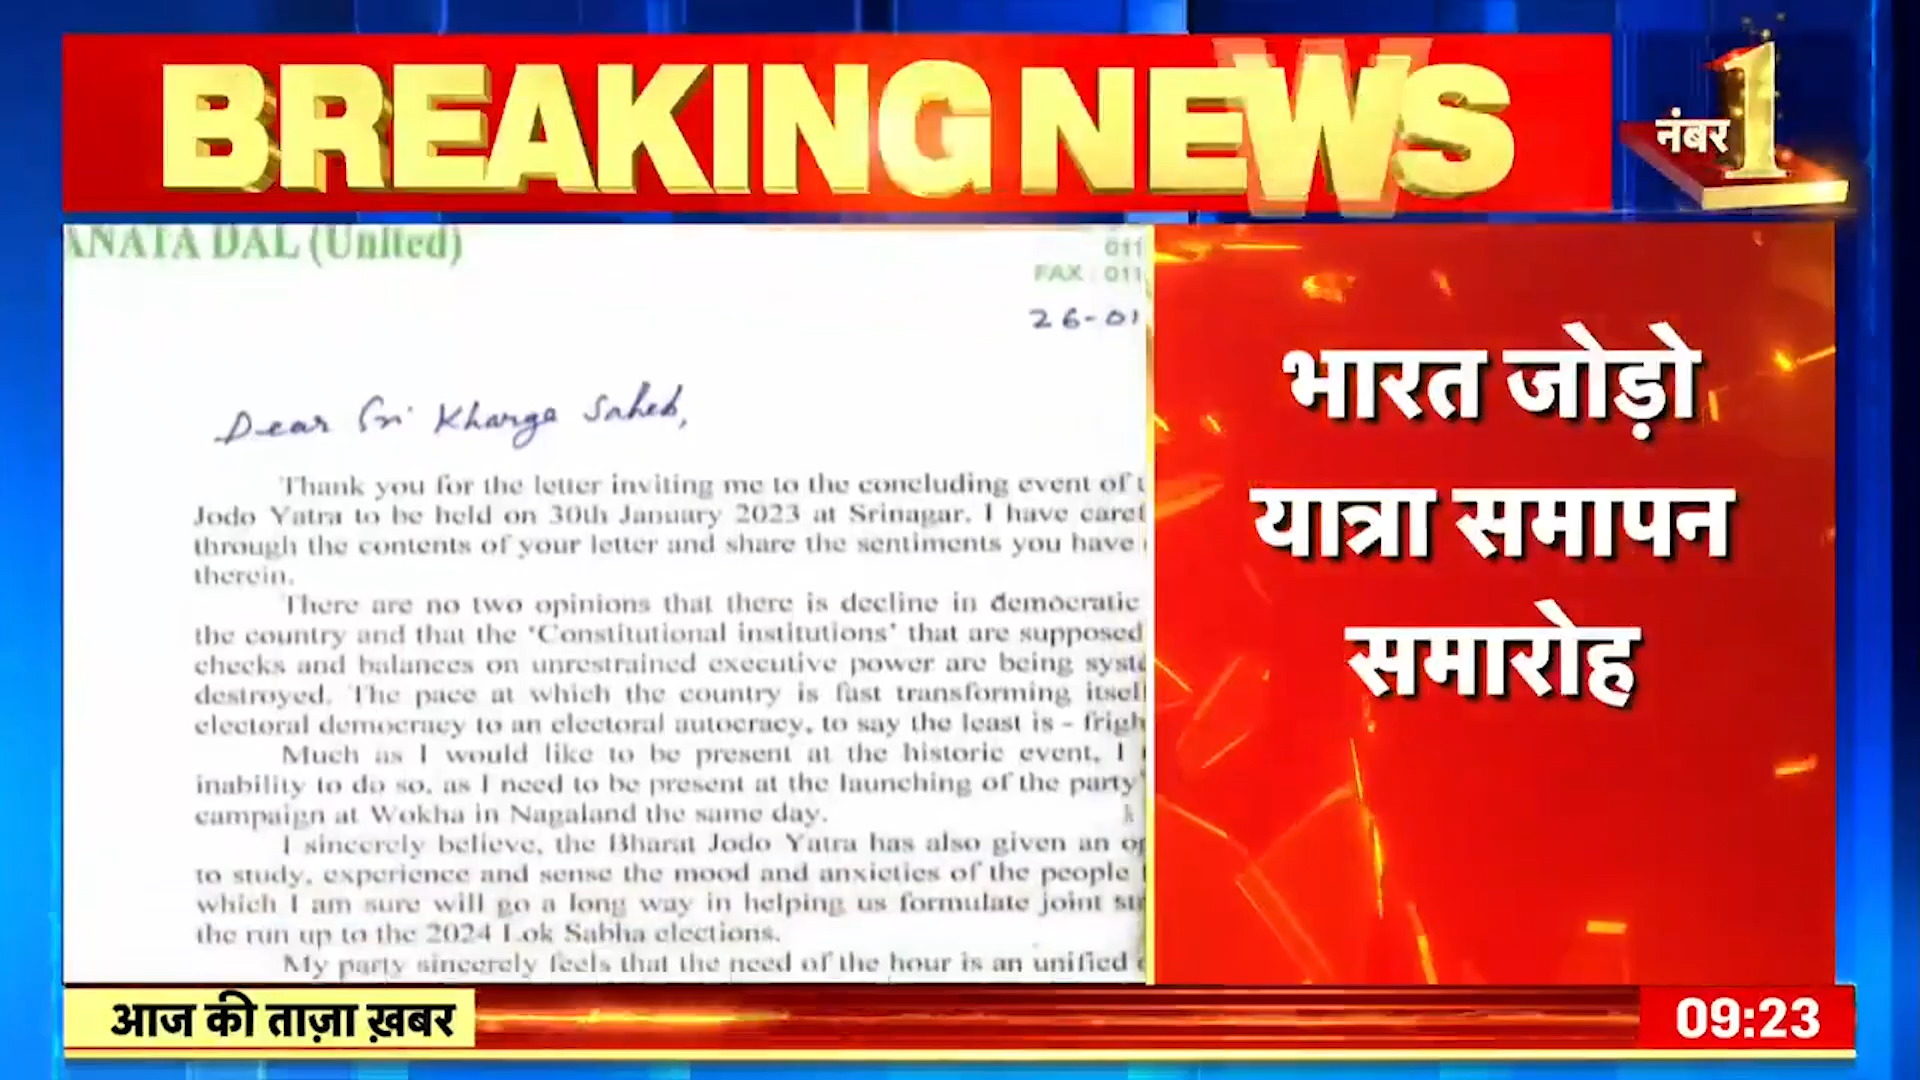 BREAKING NEWS
नंबर 1
ANATA DAL (United)
011
FAX : 011
26-01
Dear Sri Kharge Saheb,
Thank you for the letter inviting me to the concluding event of
Jodo Yatra to be held on 30th January 2023 at Srinagar. I have
through the contents of your letter and share the sentiments you have
therein.
There are no two opinions that there is decline in democratic
the country and that the 'Constitutional institutions' that are supposed
checks and balances on unrestrained executive power are being
destroyed. The pace at which the country is fast transforming
electoral democracy to an electoral autocracy, to say the least is –
Much as I would like to be present at the historic event, I
inability to do so, as I need to be present at the launching of the party'
campaign at Wokha in Nagaland the same day.
I sincerely believe, the Bharat Jodo Yatra has also given an
to study, experience and sense the mood and anxieties of the people
which I am sure will go a long way in helping us formulate joint
the run up to the 2024 Lok Sabha elections.
My party sincerely feels that the need of the hour is an unified
भारत जोड़ो
यात्रा समापन
समारोह
आज की ताज़ा ख़बर
09:23